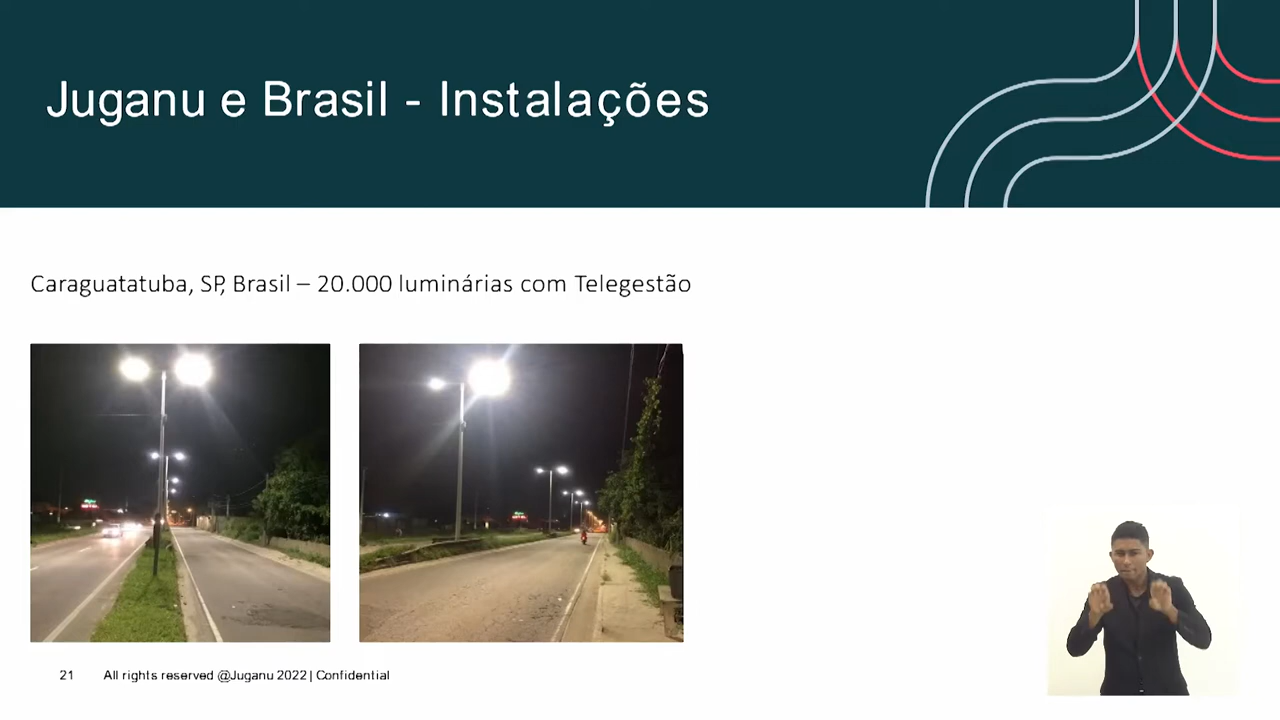 Juganu e Brasil - Instalações
Caraguatatuba, SP, Brasil – 20.000 luminárias com Telegestão
21 All rights reserved @Juganu 2022 | Confidential